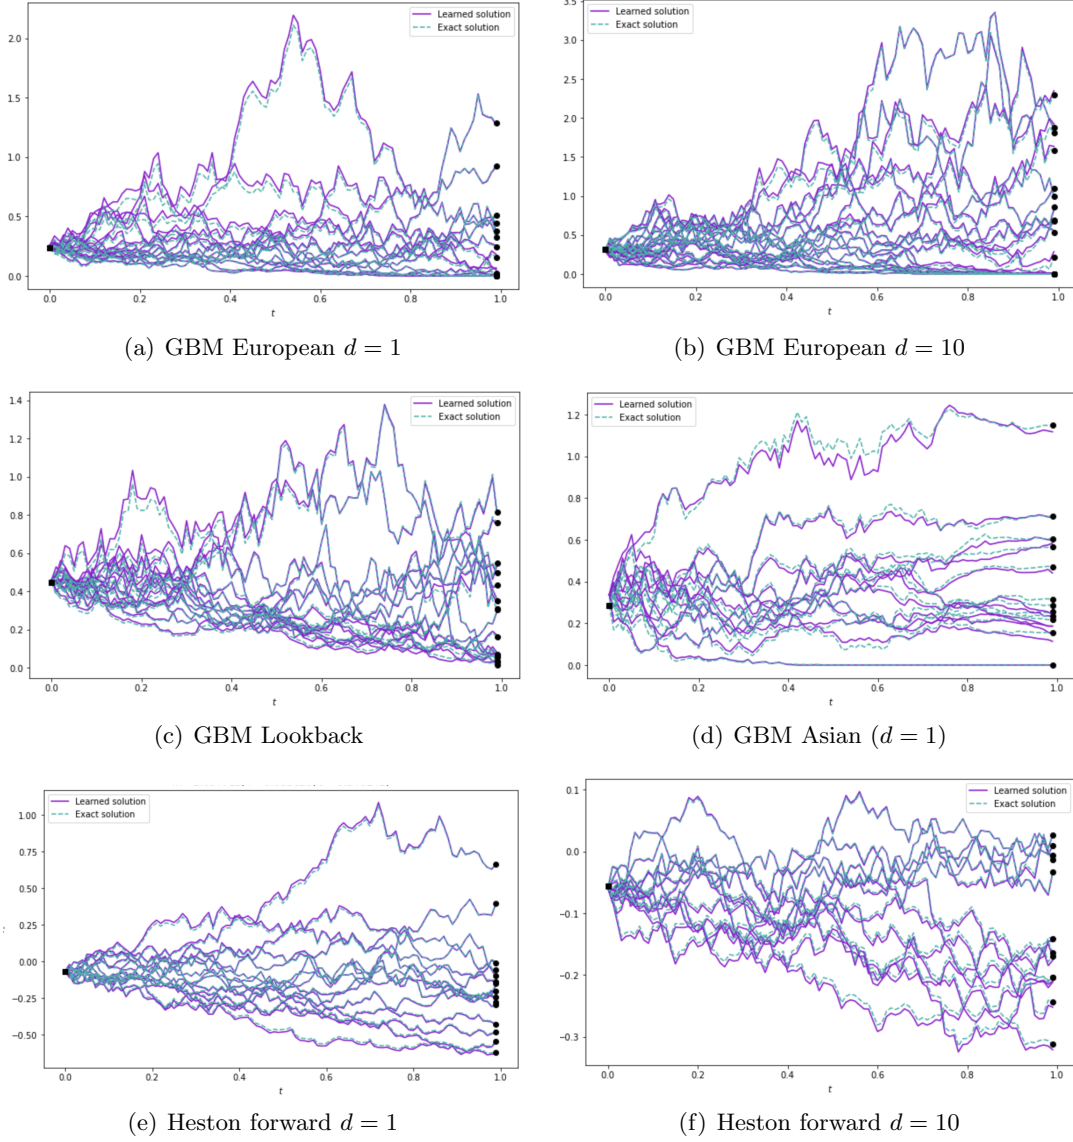 Learned solution
Exact solution
2.0
1.5
1.0
0.5
0.0
0.0 0.2 0.4 0.6 0.8 1.0
t
(a) GBM European d = 1
Learned solution
Exact solution
3.5
3.0
2.5
2.0
1.5
1.0
0.5
0.0
0.0 0.2 0.4 0.6 0.8 1.0
t
(b) GBM European d = 10
Learned solution
Exact solution
1.4
1.2
1.0
0.8
0.6
0.4
0.2
0.0
0.0 0.2 0.4 0.6 0.8 1.0
t
(c) GBM Lookback
Learned solution
Exact solution
1.2
1.0
0.8
0.6
0.4
0.2
0.0
0.0 0.2 0.4 0.6 0.8 1.0
t
(d) GBM Asian (d = 1)
Learned solution
Exact solution
1.00
0.75
0.50
0.25
0.00
−0.25
−0.50
0.0 0.2 0.4 0.6 0.8 1.0
t
(e) Heston forward d = 1
Learned solution
Exact solution
0.1
0.0
−0.1
−0.2
−0.3
0.0 0.2 0.4 0.6 0.8 1.0
t
(f) Heston forward d = 10